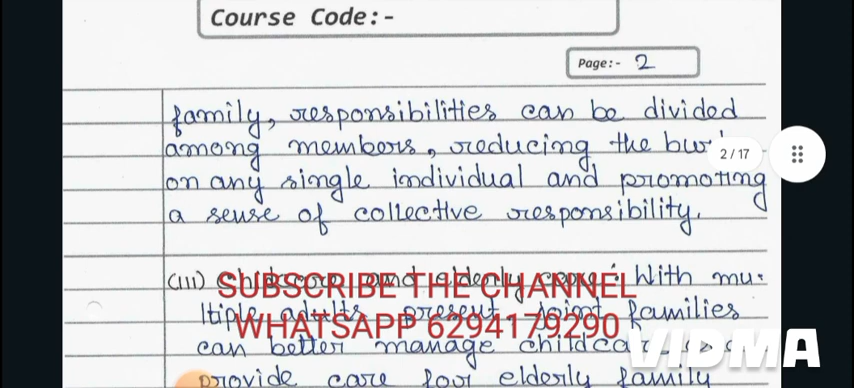 Course Code:-
Page:- 2
family, responsibilities can be divided
among members, reducing the
2 / 17
on any single individual and promoting
a sense of collective responsibility.
(III) Childcare and elderly care: With mu-
SUBSCRIBE THE CHANNEL
ltiple adults present, joint families
WHATSAPP 6294179290
can better manage
VIDMA
provide care for elderly family